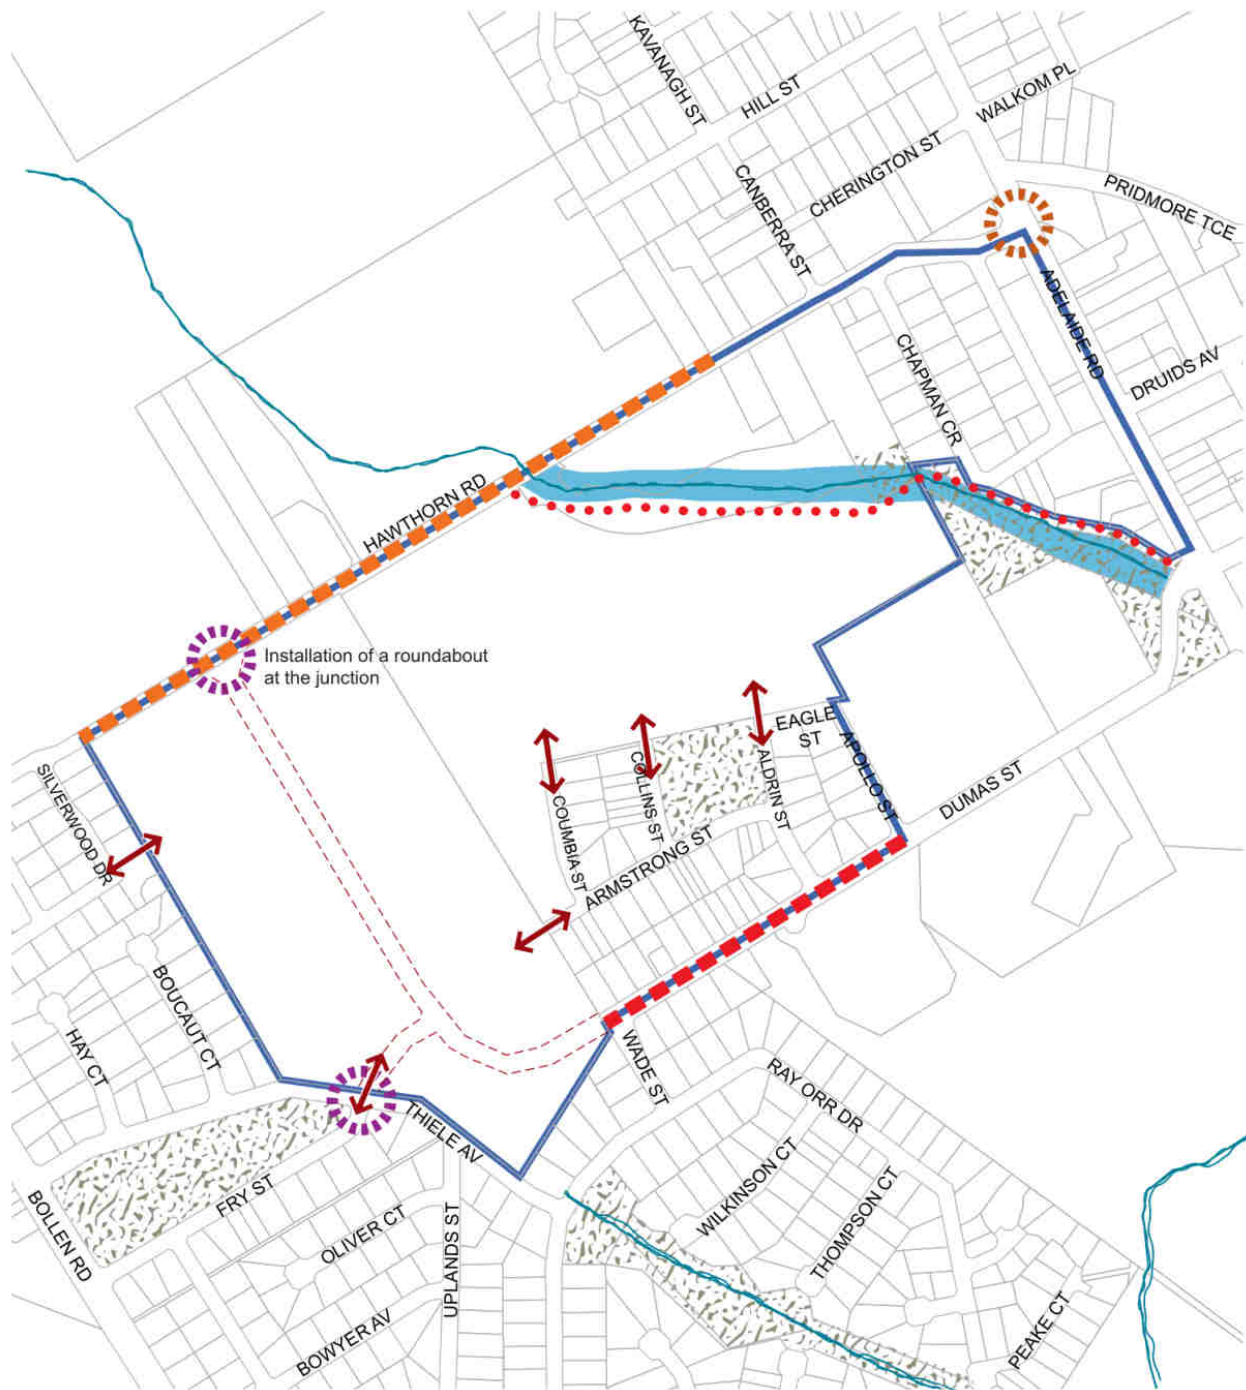 KAVANAGH ST
HILL ST
WALKOM PL
CANBERRA ST
CHERINGTON ST
PRIDMORE TCE
ADELAIDE RD
CHAPMAN CR
DRUIDS AV
HAWTHORN RD
Installation of a roundabout
at the junction
EAGLE
ST
SILVERWOOD DR
COLLINS ST
ALDRIN ST
APOLLO ST
COUMBIA ST
DUMAS ST
ARMSTRONG ST
BOUCAUT CT
HAY CT
WADE ST
RAY ORR DR
THIELE AV
FRY ST
WILKINSON CT
THOMPSON CT
BOLLEN RD
OLIVER CT
UPLANDS ST
BOWYER AV
PEAKE CT